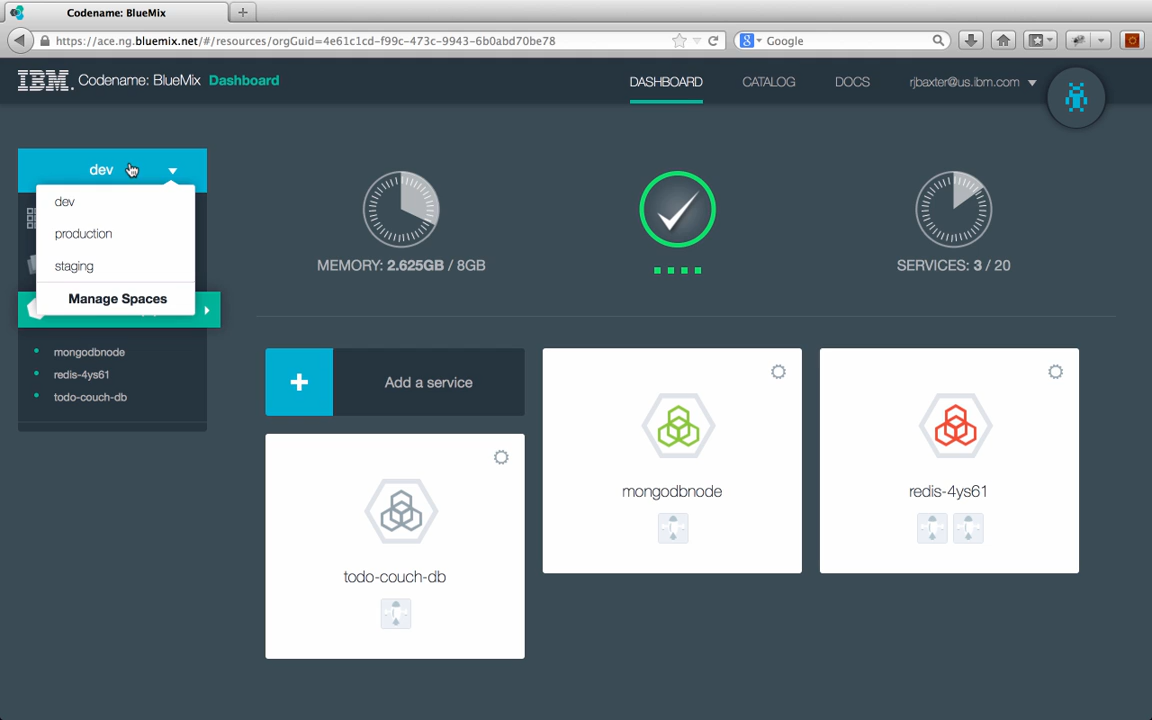 Codename: BlueMix
https://ace.ng.bluemix.net/#/resources/orgGuid=4e61c1cd-f99c-473c-9943-6b0abd70be78
Google
IBM. Codename: BlueMix Dashboard
DASHBOARD
CATALOG
DOCS
rjbaxter@us.ibm.com
dev
dev
production
staging
Manage Spaces
mongodbnode
redis-4ys61
todo-couch-db
MEMORY: 2.625GB / 8GB
SERVICES: 3 / 20
Add a service
mongodbnode
redis-4ys61
todo-couch-db